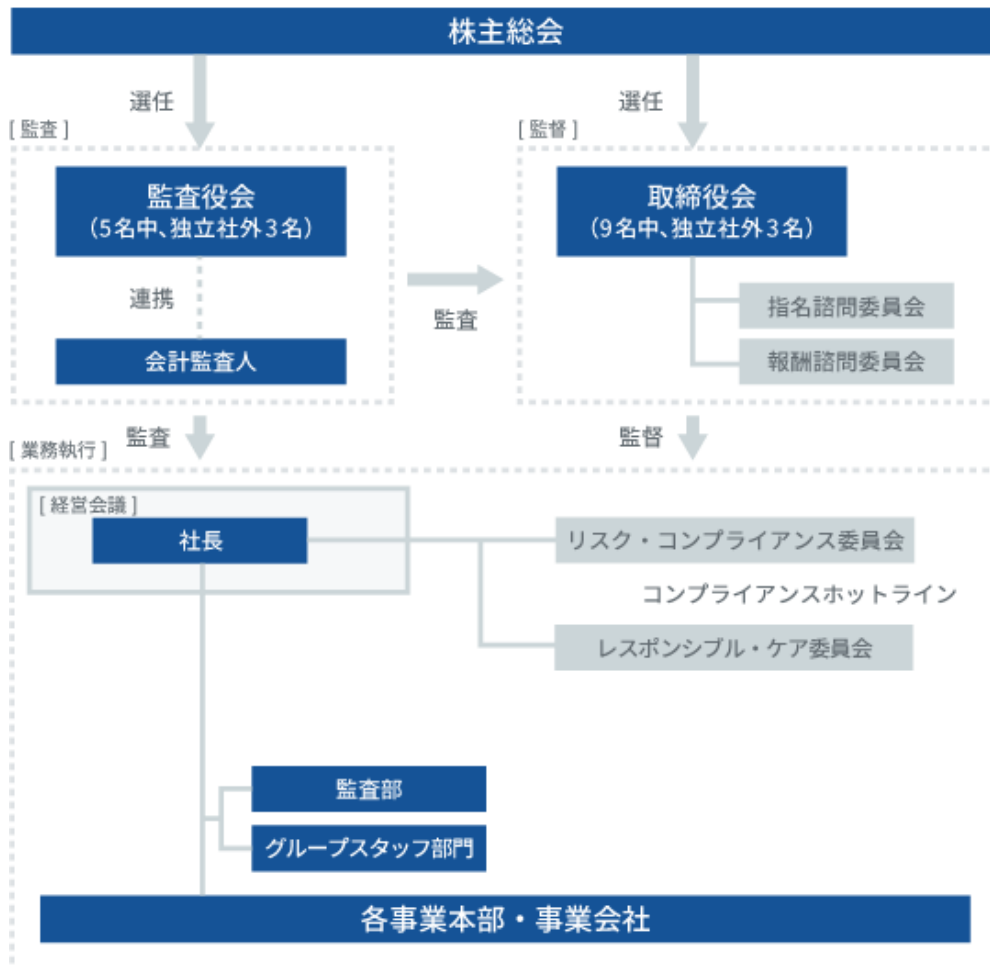 株主総会
選任
選任
[ 監査 ]
[ 監督 ]
監査役会
(5名中、独立社外3名)
取締役会
(9名中、独立社外3名)
連携
監査
会計監査人
指名諮問委員会
報酬諮問委員会
監査
監督
[ 業務執行 ]
[ 経営会議 ]
社長
リスク・コンプライアンス委員会
コンプライアンスホットライン
レスポンシブル・ケア委員会
監査部
グループスタッフ部門
各事業本部・事業会社